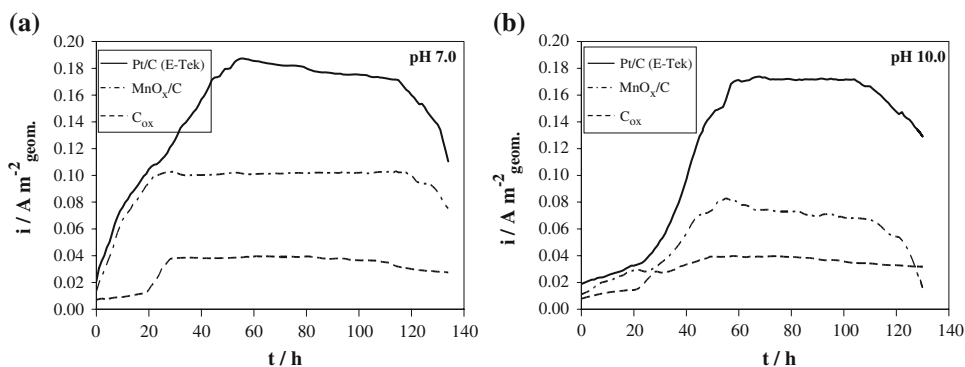 (a)
0.20
0.18
0.16
0.14
0.12
0.10
0.08
0.06
0.04
0.02
0.00
i / A m⁻² geom.
Pt/C (E-Tek)
MnOₓ/C
Cₒₓ
pH 7.0
0 20 40 60 80 100 120 140
t / h
(b)
0.20
0.18
0.16
0.14
0.12
0.10
0.08
0.06
0.04
0.02
0.00
i / A m⁻² geom.
Pt/C (E-Tek)
MnOₓ/C
Cₒₓ
pH 10.0
0 20 40 60 80 100 120 140
t / h